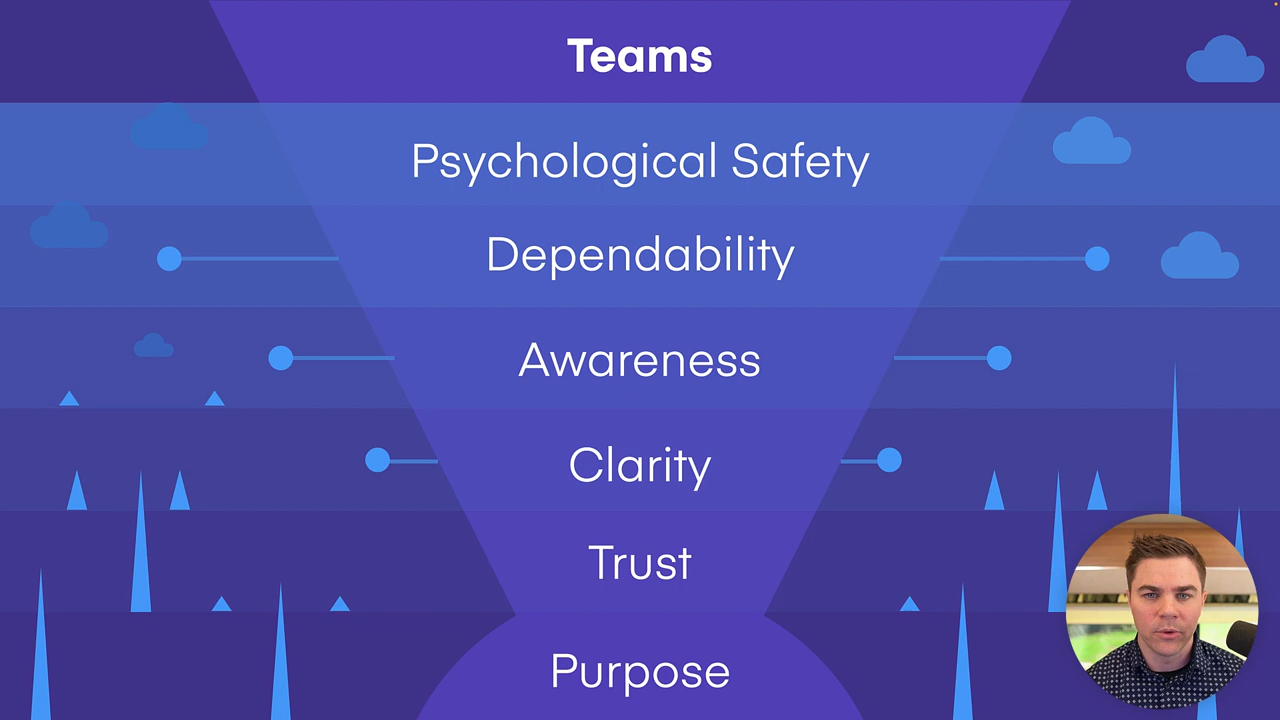 Teams
Psychological Safety
Dependability
Awareness
Clarity
Trust
Purpose